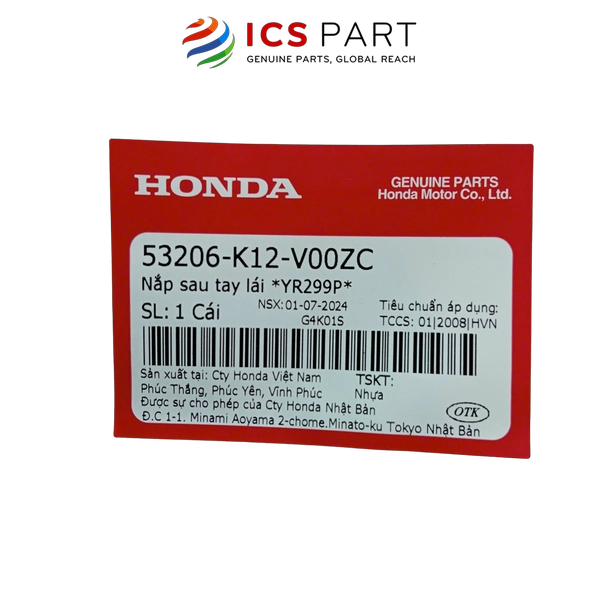 ICS PART
GENUINE PARTS, GLOBAL REACH
HONDA
GENUINE PARTS
Honda Motor Co., Ltd.
53206-K12-V00ZC
Nắp sau tay lái *YR299P*
SL: 1 Cái
NSX: 01-07-2024
G4K01S
Tiêu chuẩn áp dụng:
TCCS: 01|2008|HVN
Sản xuất tại: Cty Honda Việt Nam
Phúc Thắng, Phúc Yên, Vĩnh Phúc
TSKT:
Nhựa
Được sự cho phép của Cty Honda Nhật Bản
Đ.C 1-1. Minami Aoyama 2-chome.Minato-ku Tokyo Nhật Bản
OTK